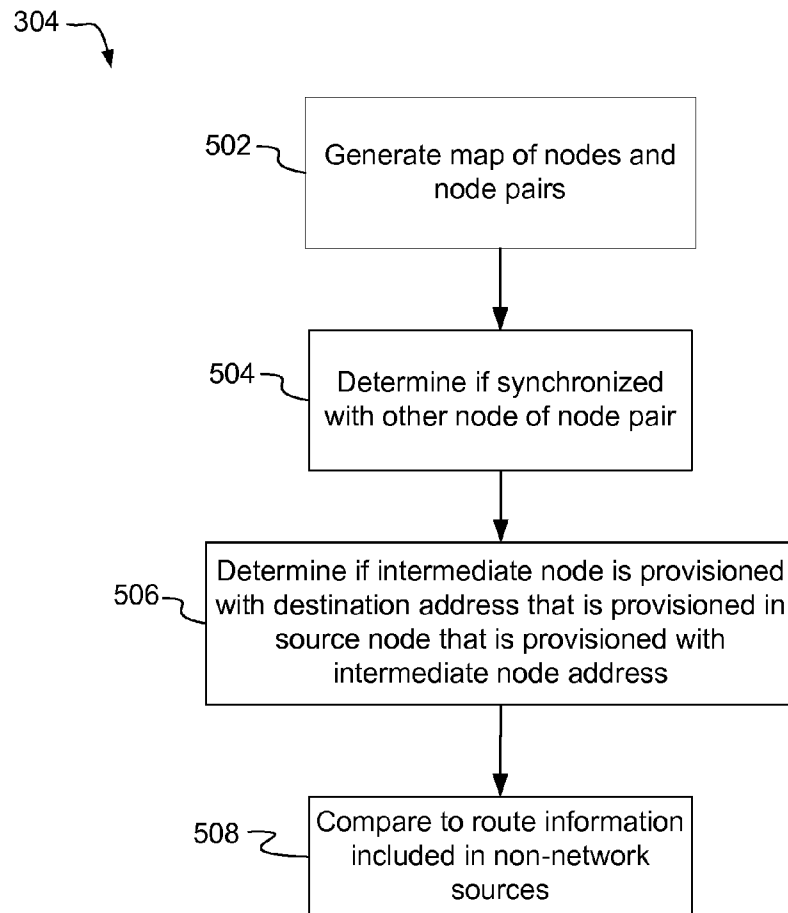 304
502
Generate map of nodes and
node pairs
504
Determine if synchronized
with other node of node pair
506
Determine if intermediate node is provisioned
with destination address that is provisioned in
source node that is provisioned with
intermediate node address
508
Compare to route information
included in non-network
sources